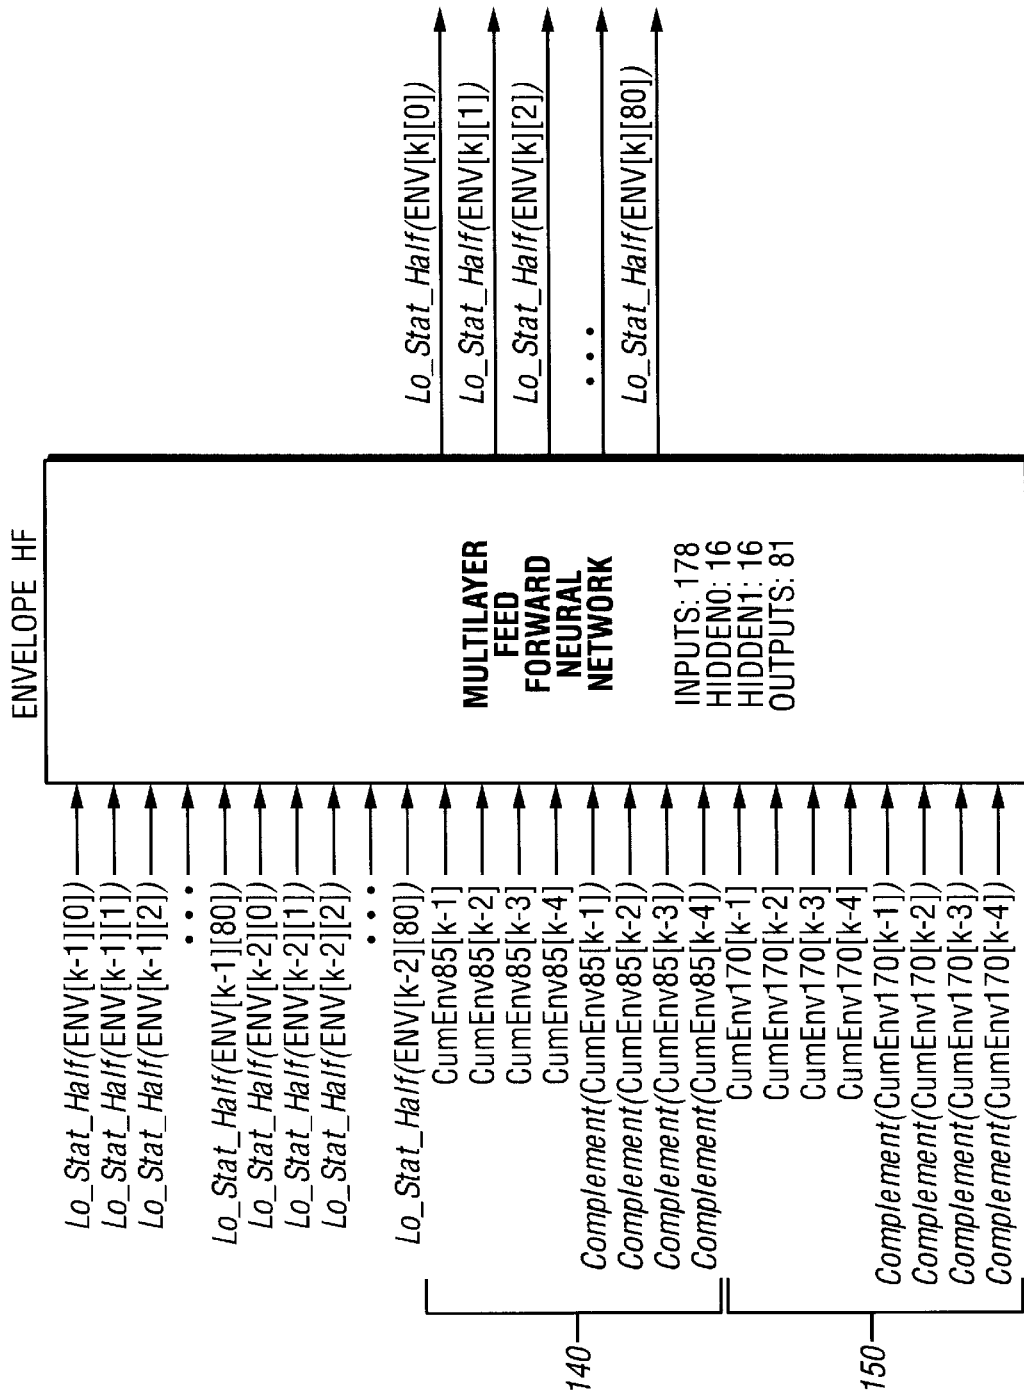 ENVELOPE HF
Lo_Stat_Half(ENV[k-1][0])
Lo_Stat_Half(ENV[k-1][1])
Lo_Stat_Half(ENV[k-1][2])
• • •
Lo_Stat_Half(ENV[k-1][80])
Lo_Stat_Half(ENV[k-2][0])
Lo_Stat_Half(ENV[k-2][1])
Lo_Stat_Half(ENV[k-2][2])
• • •
Lo_Stat_Half(ENV[k-2][80])
CumEnv85[k-1]
CumEnv85[k-2]
CumEnv85[k-3]
CumEnv85[k-4]
Complement(CumEnv85[k-1])
Complement(CumEnv85[k-2])
Complement(CumEnv85[k-3])
Complement(CumEnv85[k-4])
CumEnv170[k-1]
CumEnv170[k-2]
CumEnv170[k-3]
CumEnv170[k-4]
Complement(CumEnv170[k-1])
Complement(CumEnv170[k-2])
Complement(CumEnv170[k-3])
Complement(CumEnv170[k-4])
140
150
MULTILAYER
FEED
FORWARD
NEURAL
NETWORK
INPUTS: 178
HIDDEN0: 16
HIDDEN1: 16
OUTPUTS: 81
Lo_Stat_Half(ENV[k][0])
Lo_Stat_Half(ENV[k][1])
Lo_Stat_Half(ENV[k][2])
• • •
Lo_Stat_Half(ENV[k][80])